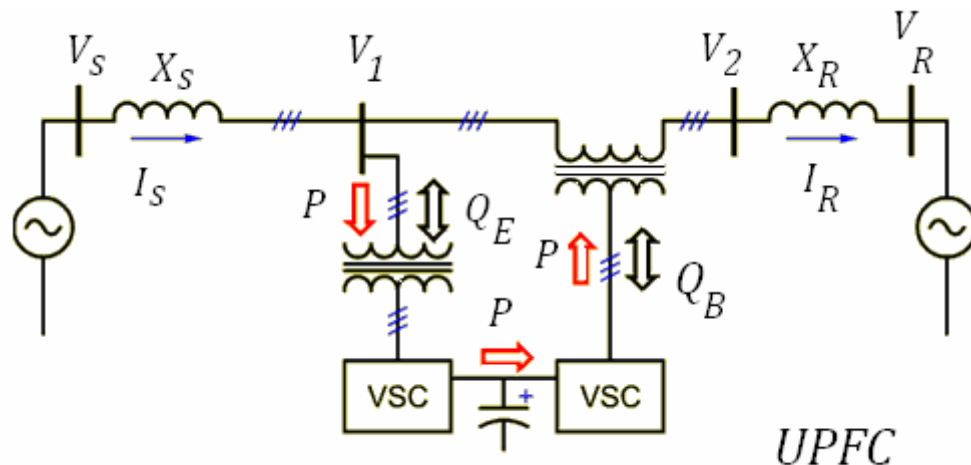 V_S
X_S
V_1
V_2
X_R
V_R
I_S
P
Q_E
I_R
P
Q_B
P
VSC
+
VSC
UPFC